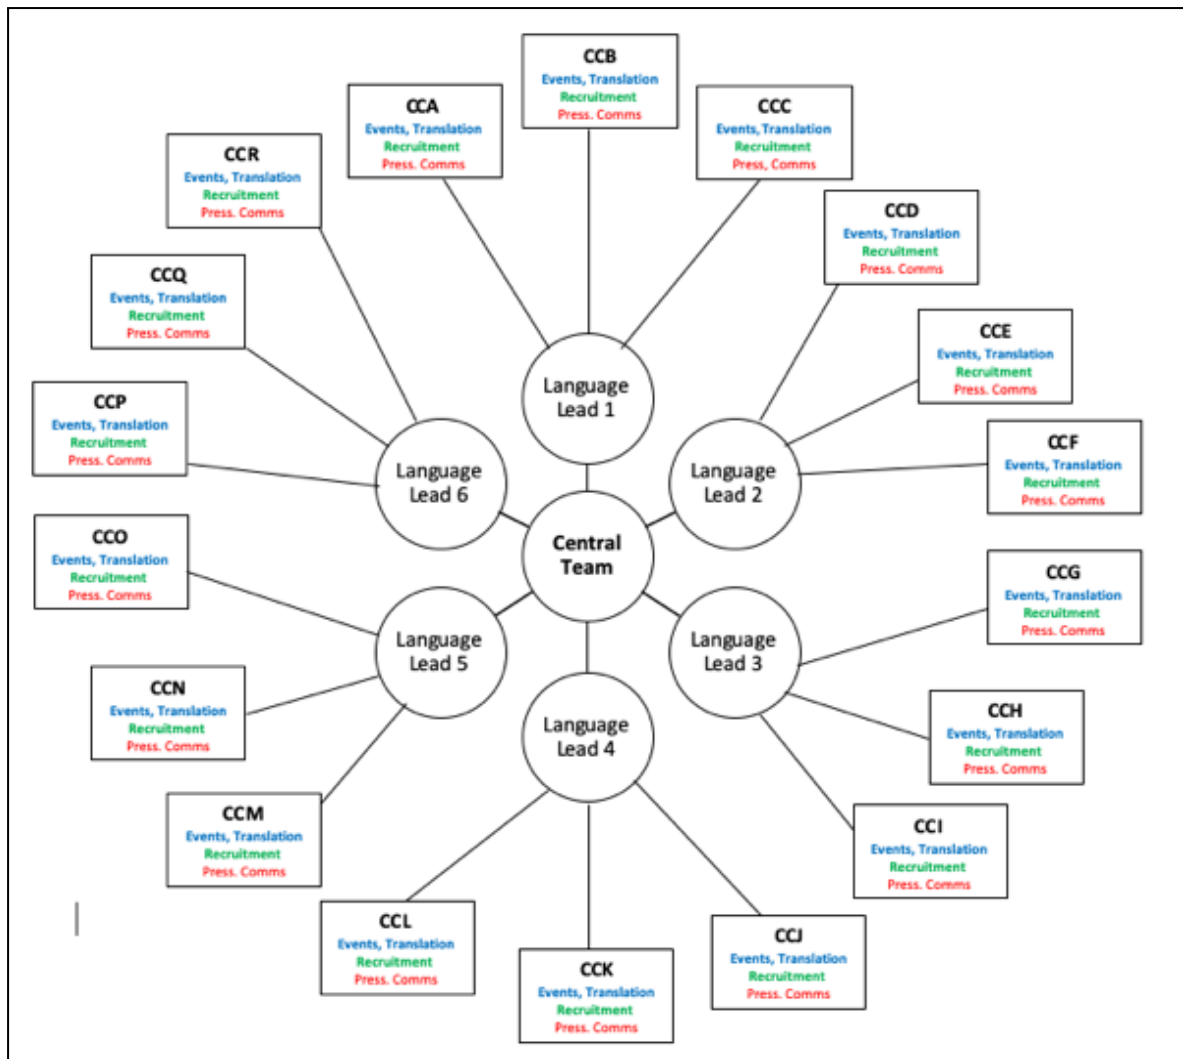 CCB
Events, Translation
Recruitment
Press. Comms
CCA
Events, Translation
Recruitment
Press. Comms
CCC
Events, Translation
Recruitment
Press, Comms
CCR
Events, Translation
Recruitment
Press. Comms
CCD
Events, Translation
Recruitment
Press. Comms
CCQ
Events, Translation
Recruitment
Press. Comms
CCE
Events, Translation
Recruitment
Press. Comms
CCP
Events, Translation
Recruitment
Press. Comms
CCF
Events, Translation
Recruitment
Press. Comms
Language
Lead 1
Language
Lead 6
Language
Lead 2
Central
Team
CCO
Events, Translation
Recruitment
Press. Comms
CCG
Events, Translation
Recruitment
Press. Comms
Language
Lead 5
Language
Lead 3
Language
Lead 4
CCN
Events, Translation
Recruitment
Press. Comms
CCH
Events, Translation
Recruitment
Press. Comms
CCM
Events, Translation
Recruitment
Press. Comms
CCI
Events, Translation
Recruitment
Press. Comms
CCL
Events, Translation
Recruitment
Press. Comms
CCJ
Events, Translation
Recruitment
Press. Comms
CCK
Events, Translation
Recruitment
Press. Comms